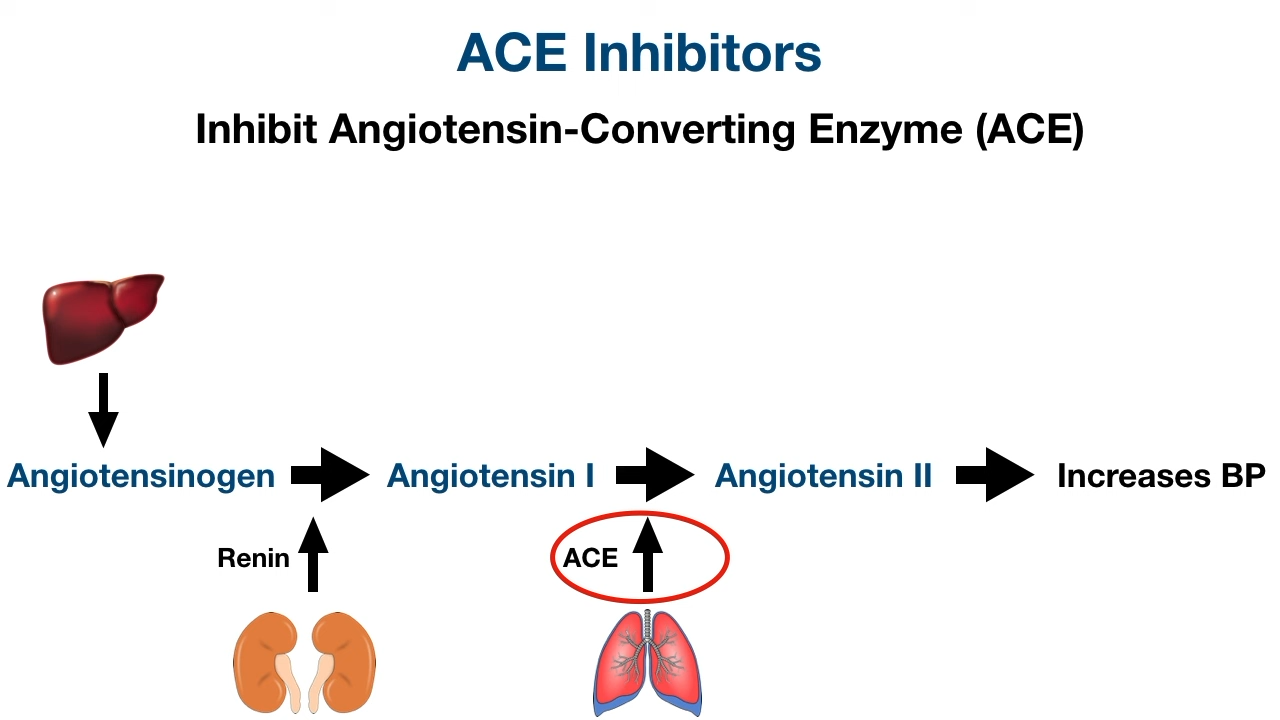 ACE Inhibitors
Inhibit Angiotensin-Converting Enzyme (ACE)
Angiotensinogen
Angiotensin I
Angiotensin II
Increases BP
Renin
ACE